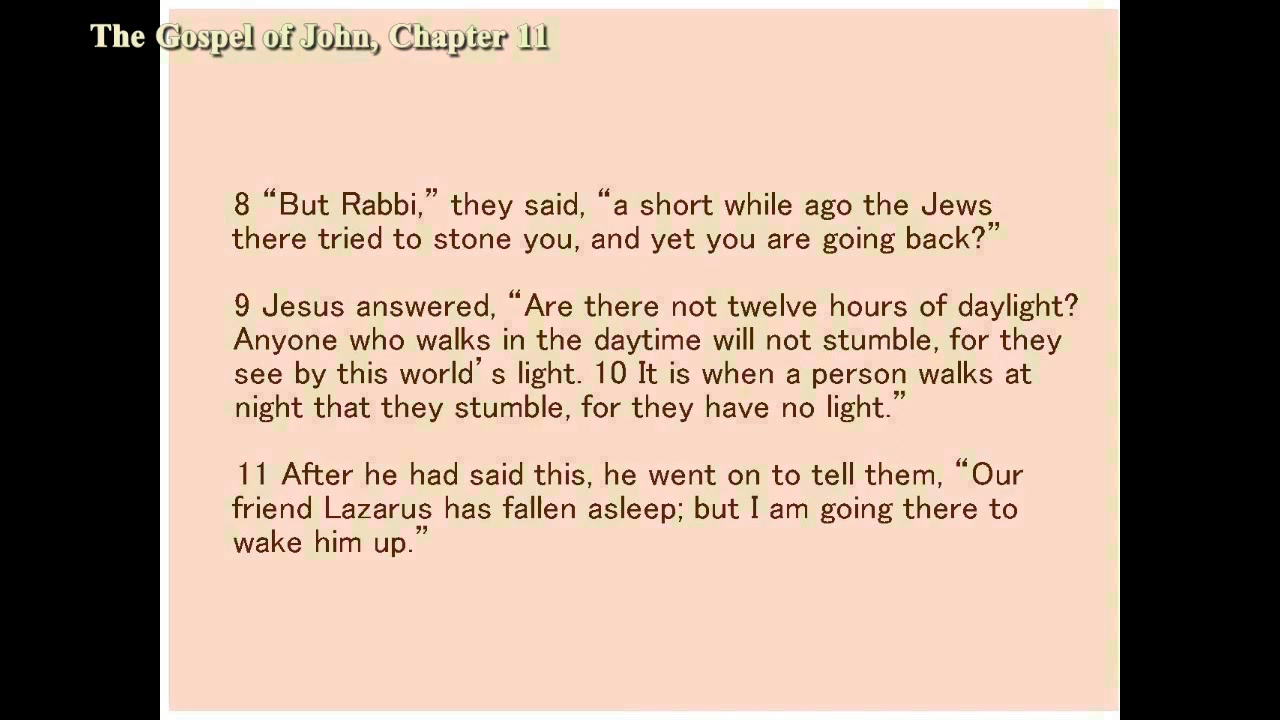 The Gospel of John, Chapter 11
8 “But Rabbi,” they said, “a short while ago the Jews
there tried to stone you, and yet you are going back?”
9 Jesus answered, “Are there not twelve hours of daylight?
Anyone who walks in the daytime will not stumble, for they
see by this world’s light. 10 It is when a person walks at
night that they stumble, for they have no light.”
11 After he had said this, he went on to tell them, “Our
friend Lazarus has fallen asleep; but I am going there to
wake him up.”